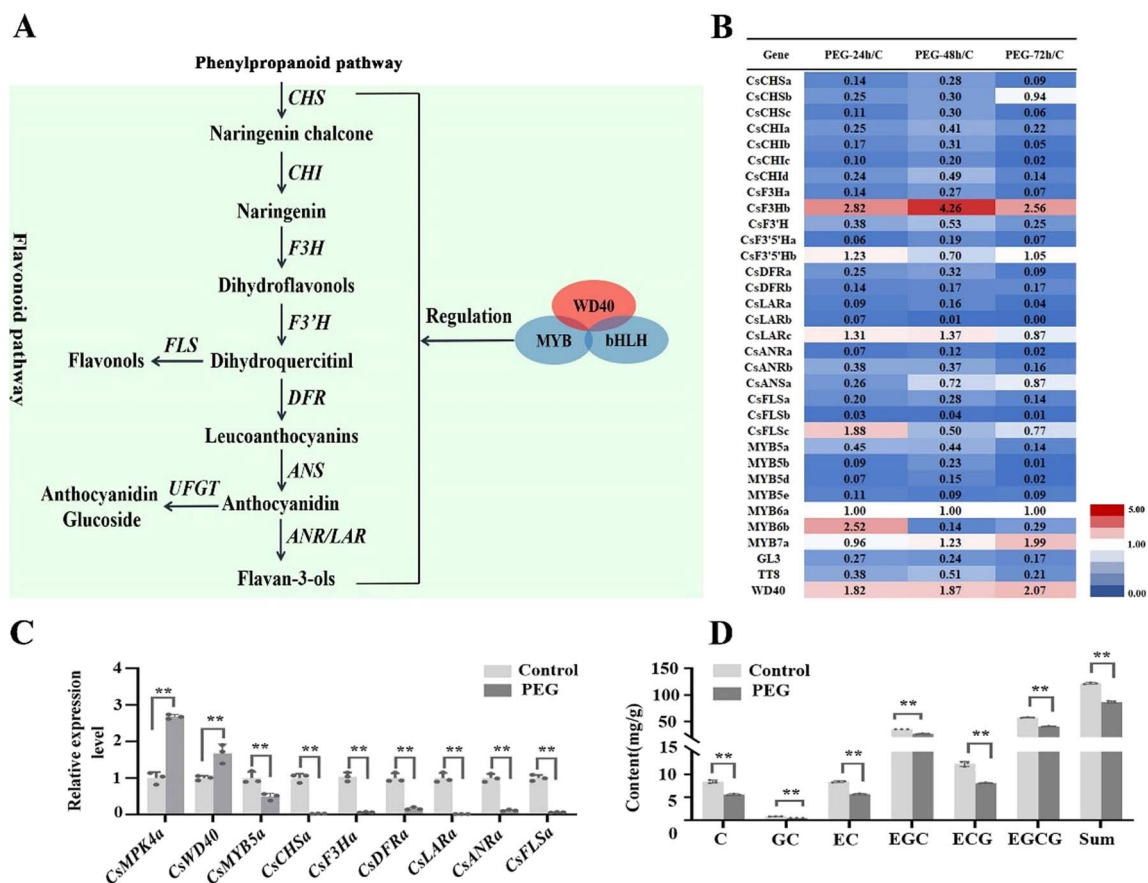 A
Phenylpropanoid pathway
CHS
Naringenin chalcone
CHI
Naringenin
F3H
Dihydroflavonols
F3'H
Flavonols
FLS
Dihydroquercitinl
DFR
Leucoanthocyanins
ANS
Anthocyanidin
Glucoside
UFGT
Anthocyanidin
ANR/LAR
Flavan-3-ols
Flavonoid pathway
Regulation
WD40
MYB
bHLH
B
Gene PEG-24h/C PEG-48h/C PEG-72h/C
CsCHSa 0.14 0.28 0.09
CsCHSb 0.25 0.30 0.94
CsCHSc 0.11 0.30 0.06
CsCHIa 0.25 0.41 0.22
CsCHIb 0.17 0.31 0.05
CsCHIc 0.10 0.20 0.02
CsCHId 0.24 0.49 0.14
CsF3Ha 0.14 0.27 0.07
CsF3Hb 2.82 4.26 2.56
CsF3'H 0.38 0.53 0.25
CsF3'5'Ha 0.06 0.19 0.07
CsF3'5'Hb 1.23 0.70 1.05
CsDFRa 0.25 0.32 0.09
CsDFRb 0.14 0.17 0.17
CsLARa 0.09 0.16 0.04
CsLARb 0.07 0.01 0.00
CsLARc 1.31 1.37 0.87
CsANRa 0.07 0.12 0.02
CsANRb 0.38 0.37 0.16
CsANSa 0.26 0.72 0.87
CsFLSa 0.20 0.28 0.14
CsFLSb 0.03 0.04 0.01
CsFLSc 1.88 0.50 0.77
MYB5a 0.45 0.44 0.14
MYB5b 0.09 0.23 0.01
MYB5d 0.07 0.15 0.02
MYB5e 0.11 0.09 0.09
MYB6a 1.00 1.00 1.00
MYB6b 2.52 0.14 0.29
MYB7a 0.96 1.23 1.99
GL3 0.27 0.24 0.17
TT8 0.38 0.51 0.21
WD40 1.82 1.87 2.07
5.00
1.00
0.00
C
Relative expression
level
4
3
2
1
0
Control
PEG
** ** ** ** ** ** ** ** **
CsMPK4a CsWD40 CsMYB5a CsCHSa CsF3Ha CsDFRa CsLARa CsANRa CsFLSa
D
Content(mg/g)
150
100
50
15
10
5
0
Control
PEG
** ** ** ** ** ** **
C GC EC EGC ECG EGCG Sum